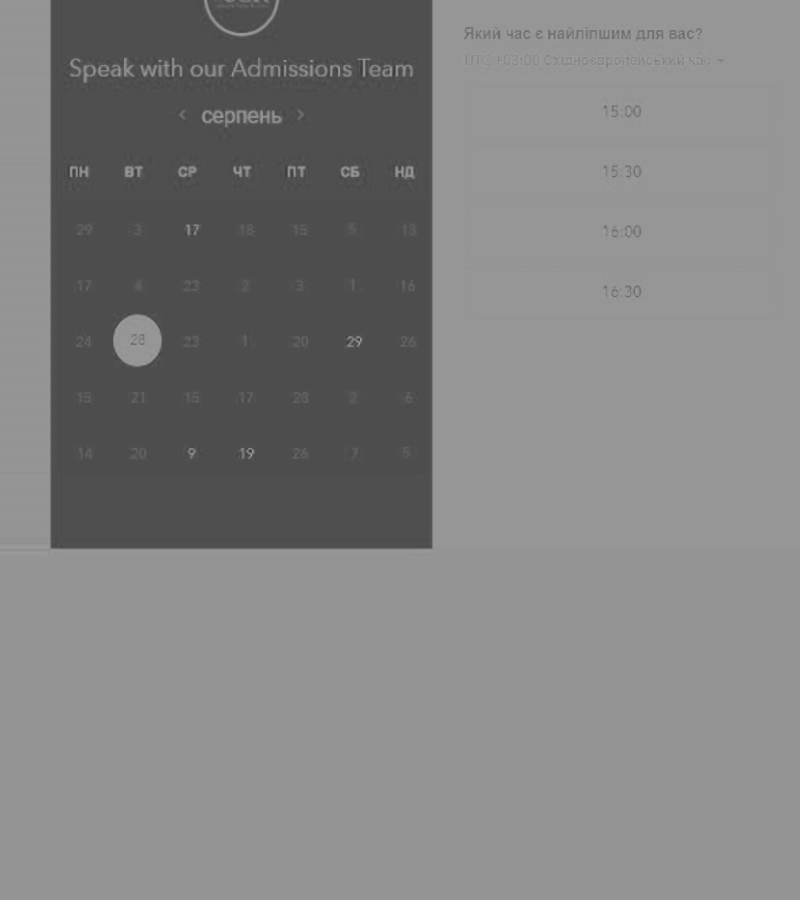 Speak with our Admissions Team
‹ серпень ›
ПН ВТ СР ЧТ ПТ СБ НД
29 3 17 18 15 5 13
17 4 23 2 3 1 16
24 28 23 1 20 29 26
15 21 15 17 28 2 6
14 20 9 19 26 7 5
Який час є найліпшим для вас?
UTC +03:00 Східноєвропейський час
15:00
15:30
16:00
16:30